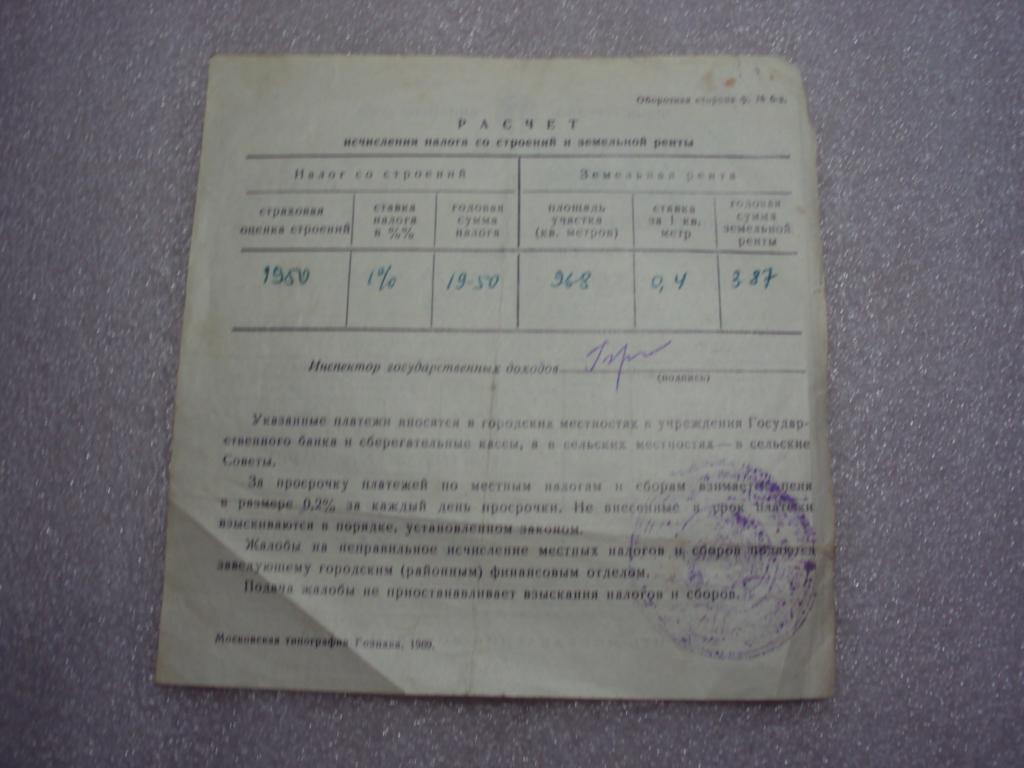 Оборотная сторона ф.
РАСЧЕТ
исчисления налога со строений и земельной ренты
Налог со строений Земельная рента
страховая оценка строений
ставка налога в %%
годовая сумма налога
площадь участка (кв. метров)
ставка за 1 кв. метр
годовая сумма земельной ренты
1950 1% 19-50 968 0,4 3-87
Инспектор государственных доходов
(подпись)
Указанные платежи вносятся в городских местностях в учреждения Государ-
ственного банка и сберегательные кассы, а в сельских местностях — в сельские
Советы.
За просрочку платежей по местным налогам и сборам взимается пеня
в размере 0,2% за каждый день просрочки. Не внесенные в срок платежи
взыскиваются в порядке, установленном законом.
Жалобы на неправильное исчисление местных налогов и сборов подаются
заведующему городским (районным) финансовым отделом.
Подача жалобы не приостанавливает взыскания налогов и сборов.
Московская типография Гознака, 1960.